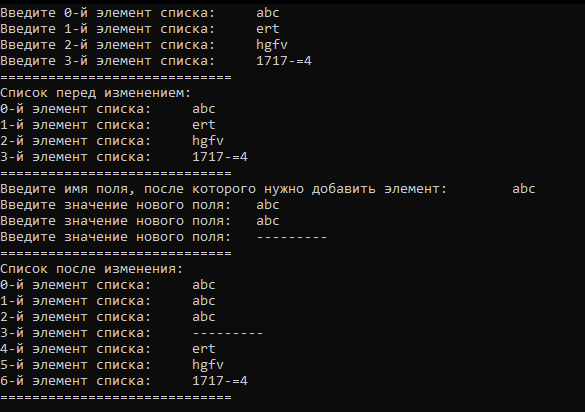 Введите 0-й элемент списка: abc
Введите 1-й элемент списка: ert
Введите 2-й элемент списка: hgfv
Введите 3-й элемент списка: 1717-=4
=============================
Список перед изменением:
0-й элемент списка: abc
1-й элемент списка: ert
2-й элемент списка: hgfv
3-й элемент списка: 1717-=4
=============================
Введите имя поля, после которого нужно добавить элемент: abc
Введите значение нового поля: abc
Введите значение нового поля: abc
Введите значение нового поля: ---------
=============================
Список после изменения:
0-й элемент списка: abc
1-й элемент списка: abc
2-й элемент списка: abc
3-й элемент списка: ---------
4-й элемент списка: ert
5-й элемент списка: hgfv
6-й элемент списка: 1717-=4
=============================